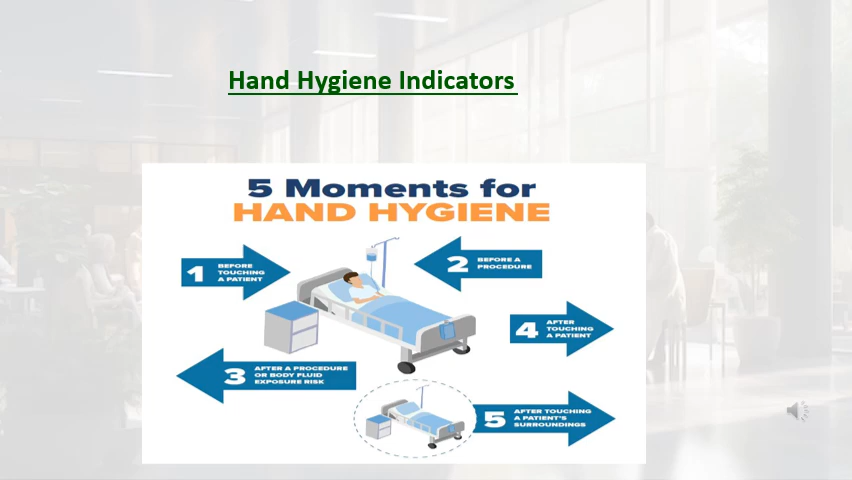 Hand Hygiene Indicators
5 Moments for
HAND HYGIENE
1 BEFORE
TOUCHING
A PATIENT
2 BEFORE A
PROCEDURE
3 AFTER A PROCEDURE
OR BODY FLUID
EXPOSURE RISK
4 AFTER
TOUCHING
A PATIENT
5 AFTER TOUCHING
A PATIENT'S
SURROUNDINGS